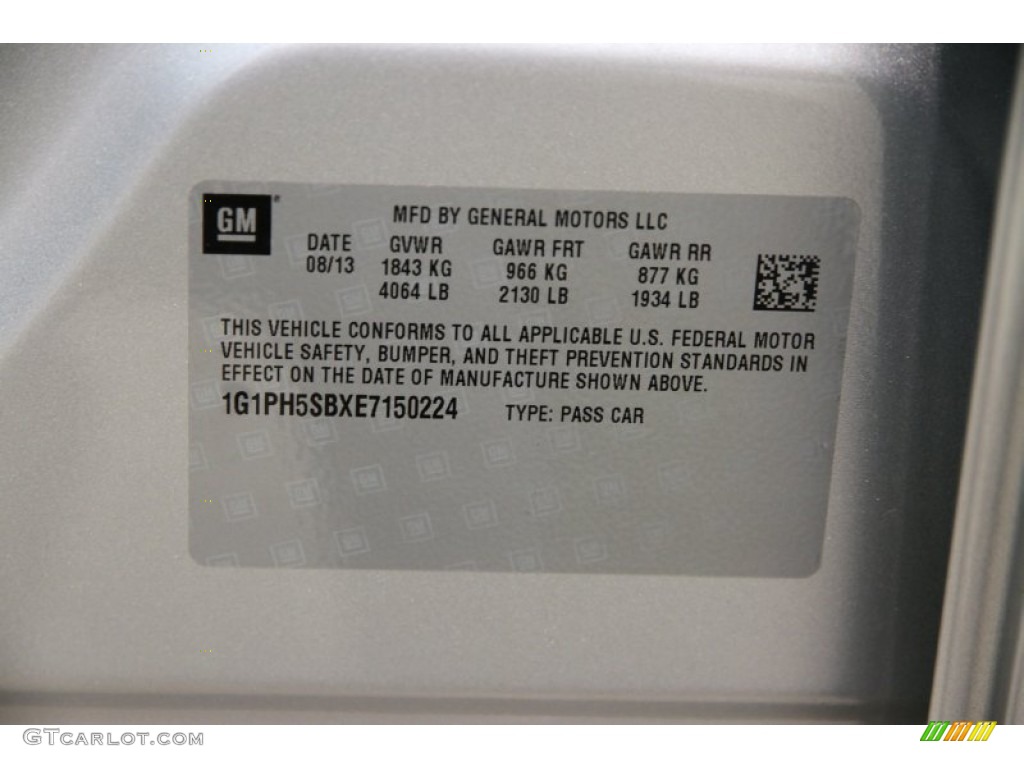 GM
MFD BY GENERAL MOTORS LLC
DATE GVWR GAWR FRT GAWR RR
08/13 1843 KG 966 KG 877 KG
4064 LB 2130 LB 1934 LB
THIS VEHICLE CONFORMS TO ALL APPLICABLE U.S. FEDERAL MOTOR
VEHICLE SAFETY, BUMPER, AND THEFT PREVENTION STANDARDS IN
EFFECT ON THE DATE OF MANUFACTURE SHOWN ABOVE.
1G1PH5SBXE7150224 TYPE: PASS CAR
GTcarlot.com